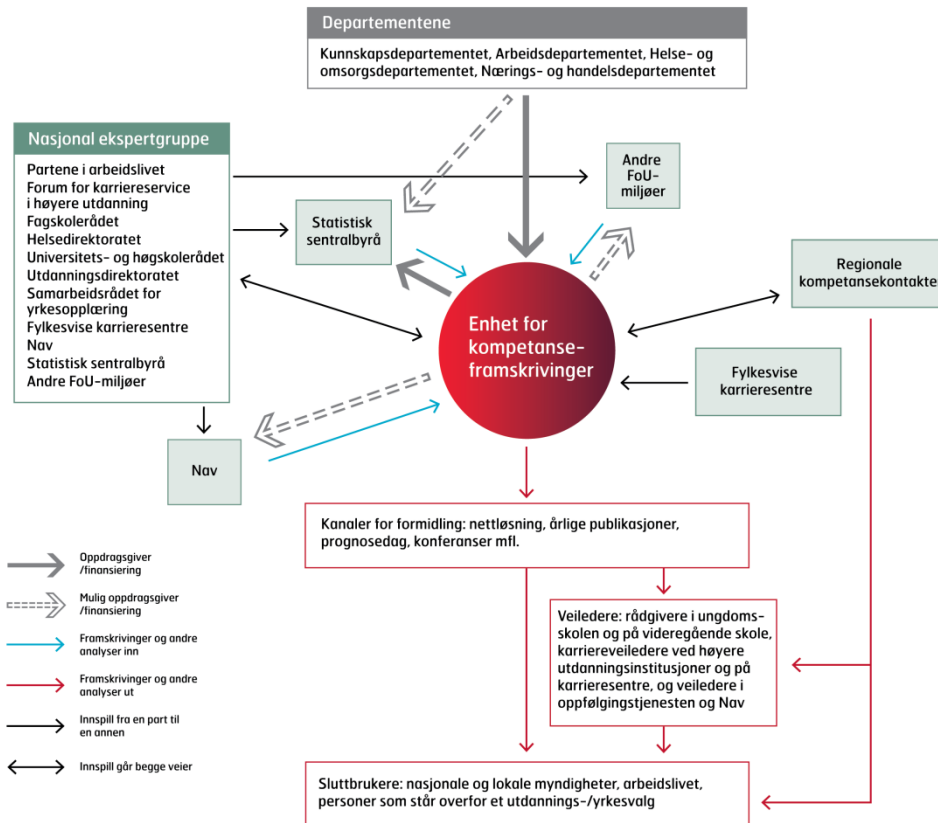 Departementene
Kunnskapsdepartementet, Arbeidsdepartementet, Helse- og
omsorgsdepartementet, Nærings- og handelsdepartementet
Nasjonal ekspertgruppe
Partene i arbeidslivet
Forum for karriereservice
i høyere utdanning
Fagskolerådet
Helsedirektoratet
Universitets- og høgskolerådet
Utdanningsdirektoratet
Samarbeidsrådet for
yrkesopplæring
Fylkesvise karrieresentre
Nav
Statistisk sentralbyrå
Andre FoU-miljøer
Statistisk
sentralbyrå
Andre
FoU-
miljøer
Regionale
kompetansekontakter
Enhet for
kompetanse-
framskrivinger
Fylkesvise
karrieresentre
Nav
Kanaler for formidling: nettløsning, årlige publikasjoner,
prognosedag, konferanser mfl.
Veiledere: rådgivere i ungdoms-
skolen og på videregående skole,
karriereveiledere ved høyere
utdanningsinstitusjoner og på
karrieresentre, og veiledere i
oppfølgingstjenesten og Nav
Sluttbrukere: nasjonale og lokale myndigheter, arbeidslivet,
personer som står overfor et utdannings-/yrkesvalg
Oppdragsgiver
/finansiering
Mulig oppdragsgiver
/finansiering
Framskrivinger og andre
analyser inn
Framskrivinger og andre
analyser ut
Innspill fra en part til
en annen
Innspill går begge veier